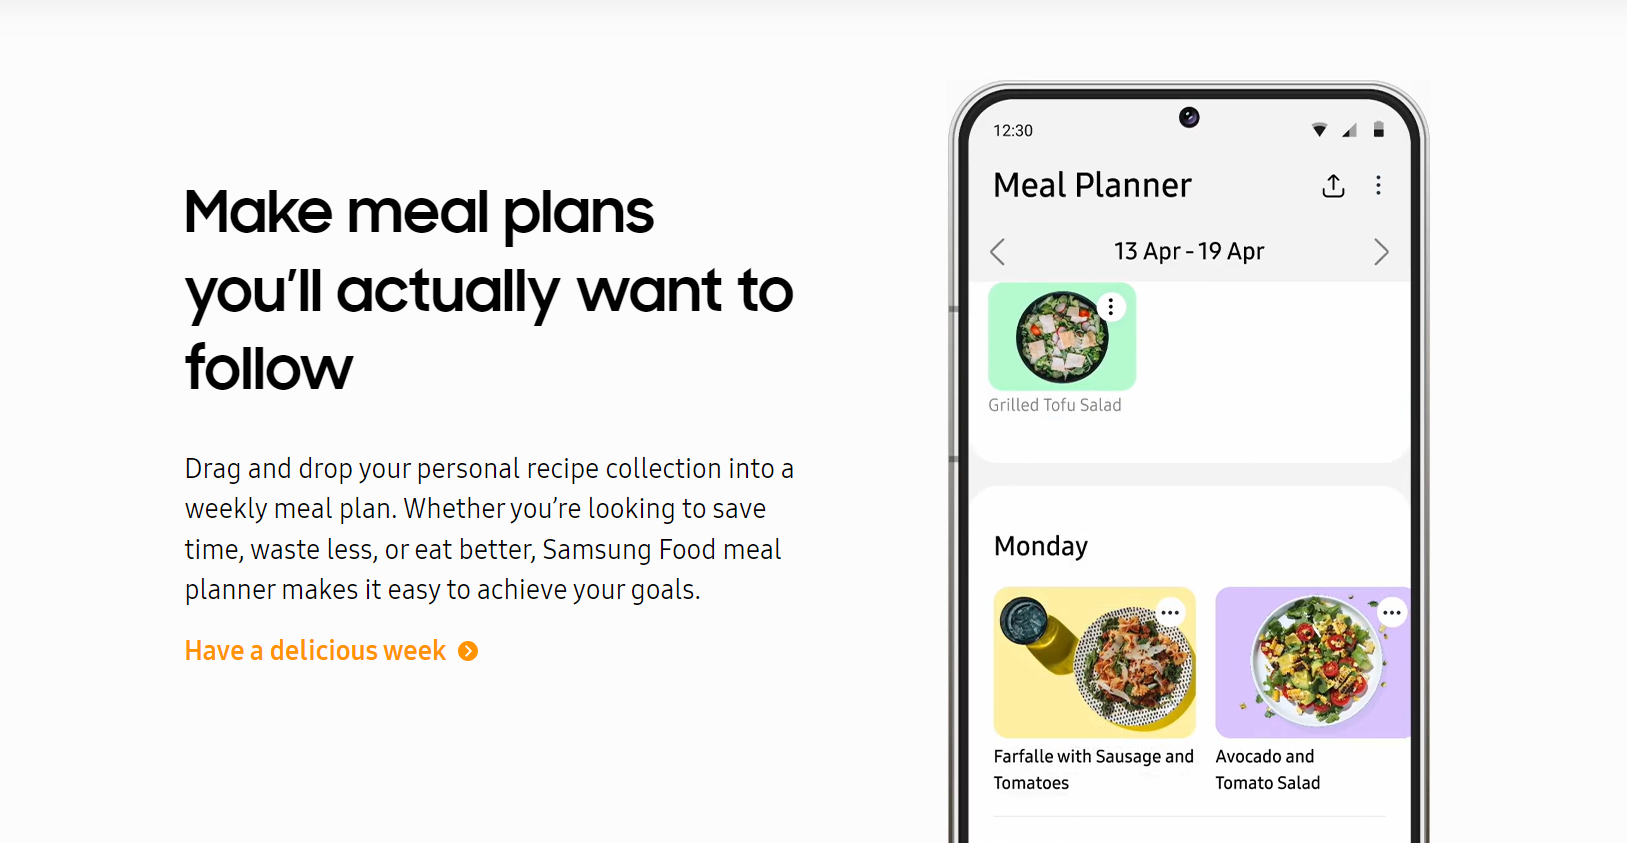 Make meal plans
you'll actually want to
follow
Drag and drop your personal recipe collection into a
weekly meal plan. Whether you're looking to save
time, waste less, or eat better, Samsung Food meal
planner makes it easy to achieve your goals.
Have a delicious week
12:30
Meal Planner
13 Apr - 19 Apr
Grilled Tofu Salad
Monday
Farfalle with Sausage and
Tomatoes
Avocado and
Tomato Salad